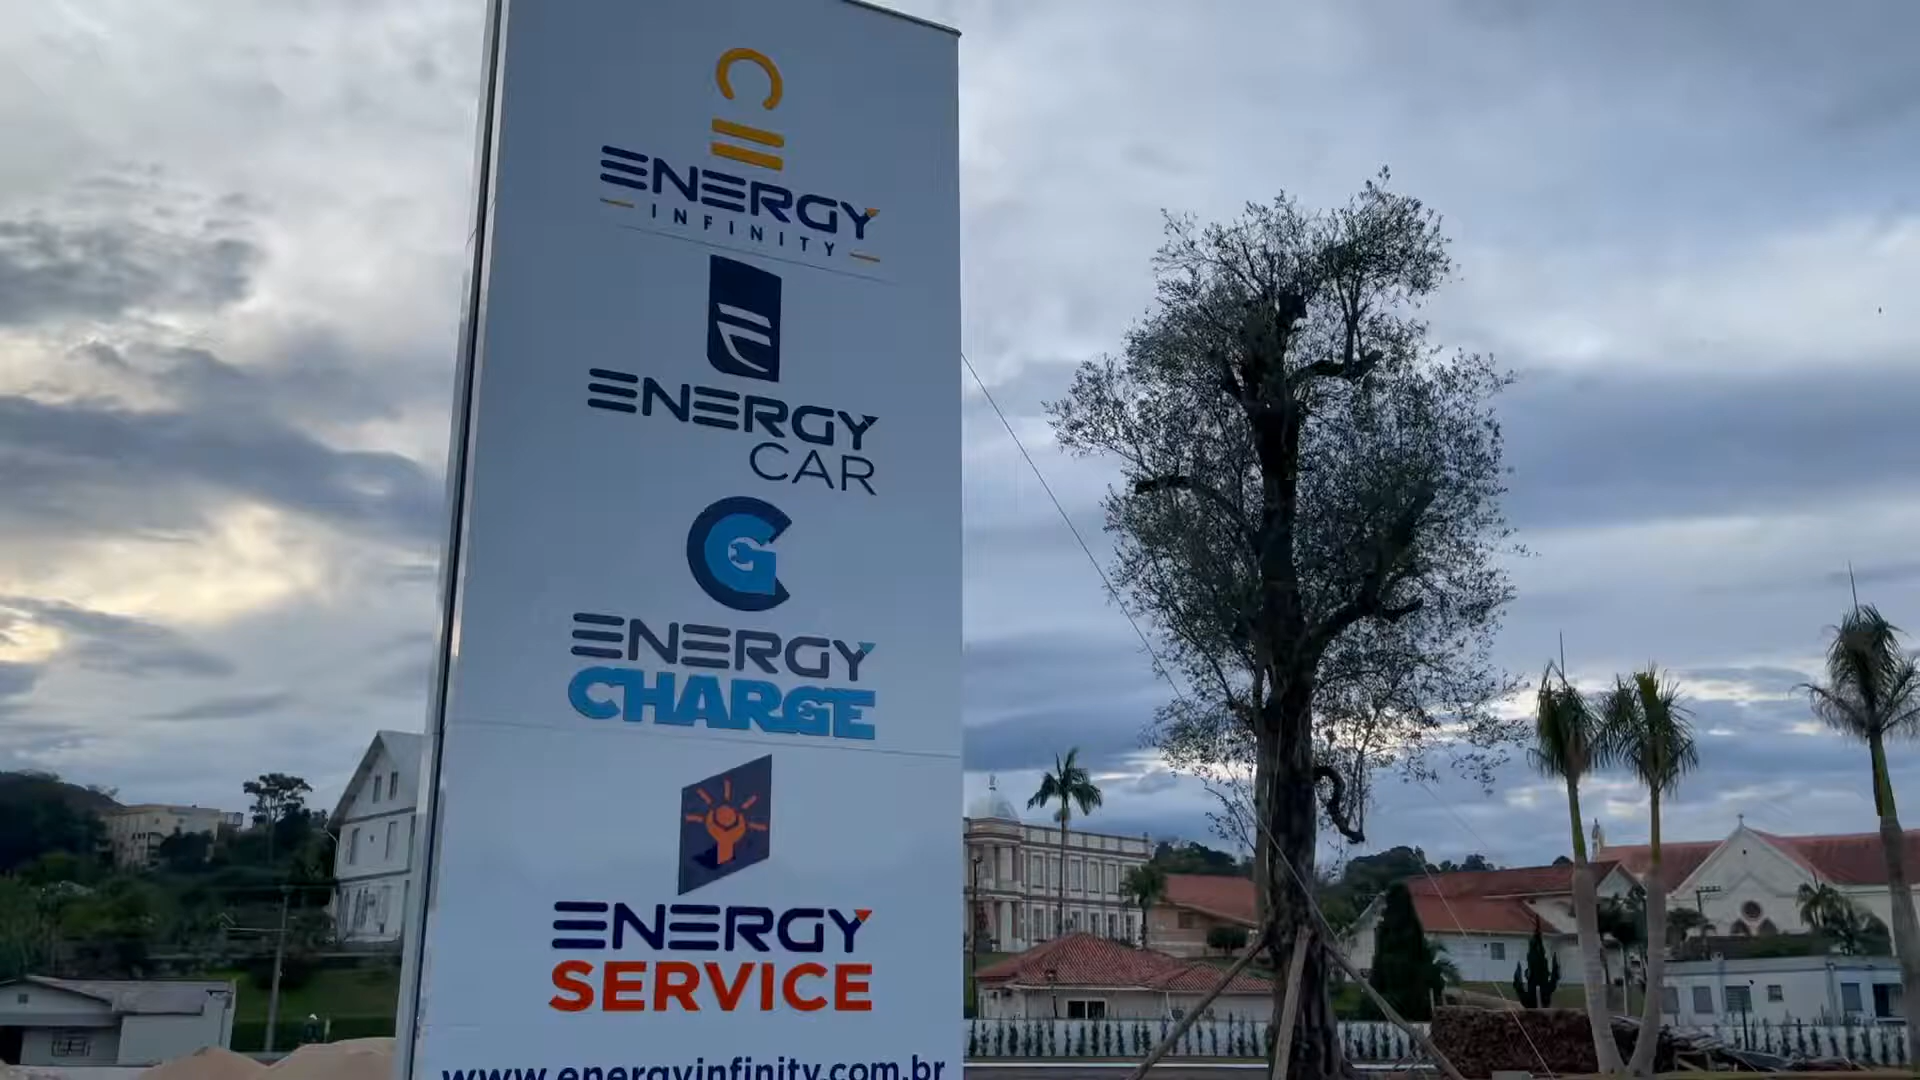 ENERGY
INFINITY
ENERGY
CAR
ENERGY
CHARGE
ENERGY
SERVICE
www.energyinfinity.com.br